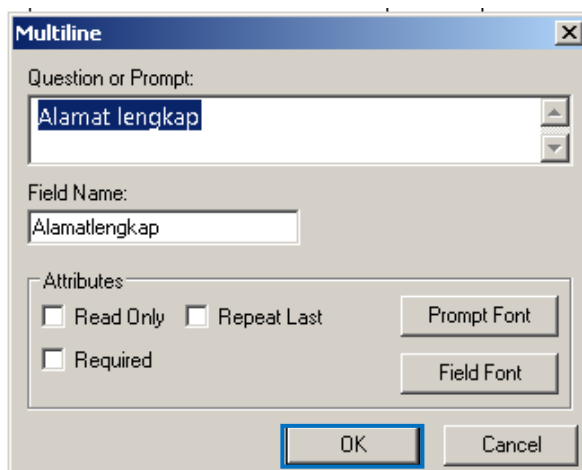 Multiline
Question or Prompt:
Alamat lengkap
Field Name:
Alamatlengkap
Attributes
Read Only Repeat Last Prompt Font
Required
Field Font
OK Cancel